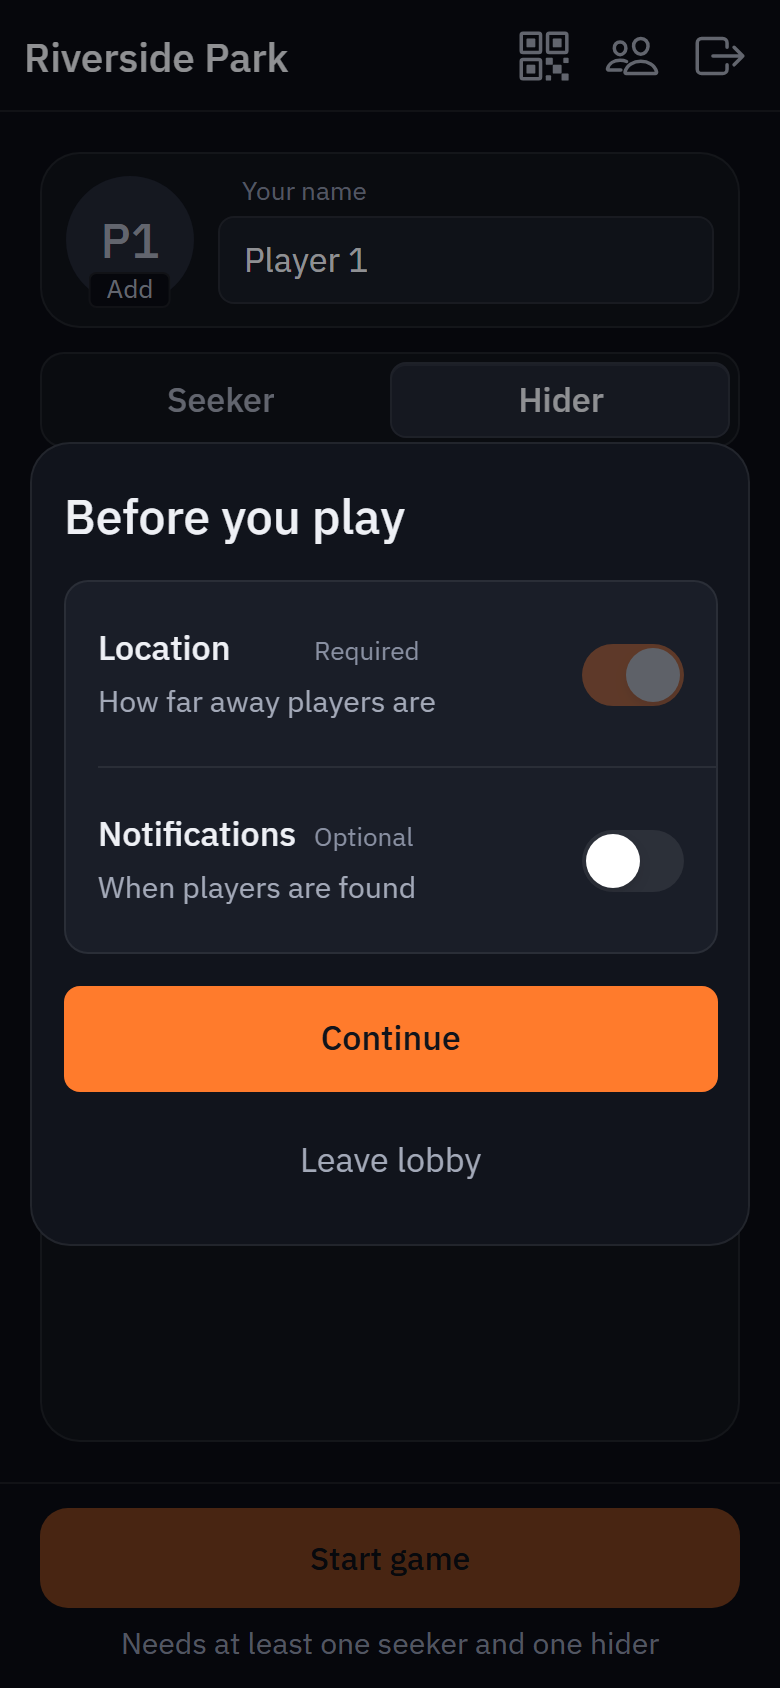 Riverside Park
Your name
P1
Player 1
Add
Seeker
Hider
Before you play
Location Required
How far away players are
Notifications Optional
When players are found
Continue
Leave lobby
Start game
Needs at least one seeker and one hider